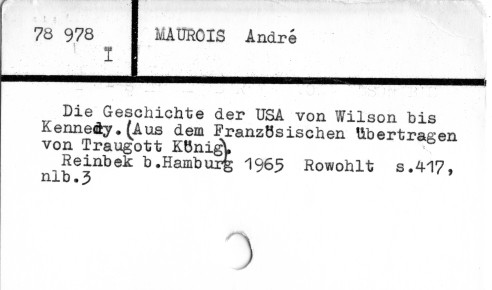 78 978
I
MAUROIS André
Die Geschichte der USA von Wilson bis
Kennedy. (Aus dem Französischen übertragen
von Traugott König).
Reinbek b.Hamburg 1965 Rowohlt s.417,
nlb.3